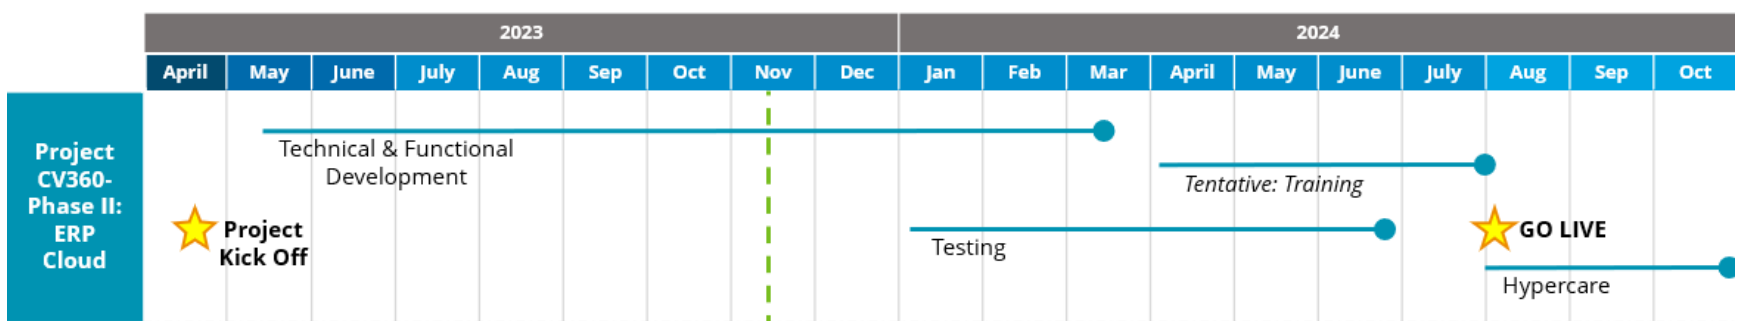 2023
2024
April May June July Aug Sep Oct Nov Dec Jan Feb Mar April May June July Aug Sep Oct
Project
CV360-
Phase II:
ERP
Cloud
Technical & Functional
Development
Tentative: Training
Project
Kick Off
Testing
GO LIVE
Hypercare